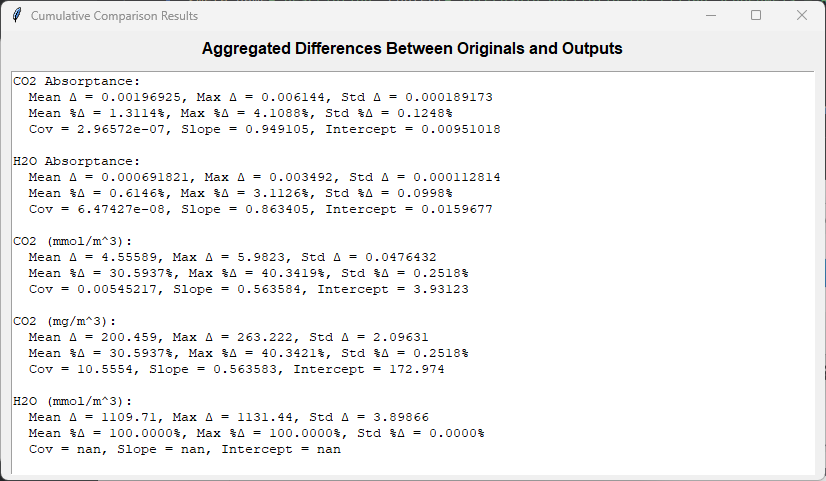 Cumulative Comparison Results
Aggregated Differences Between Originals and Outputs
CO2 Absorptance:
Mean Δ = 0.00196925, Max Δ = 0.006144, Std Δ = 0.000189173
Mean %Δ = 1.3114%, Max %Δ = 4.1088%, Std %Δ = 0.1248%
Cov = 2.96572e-07, Slope = 0.949105, Intercept = 0.00951018
H2O Absorptance:
Mean Δ = 0.000691821, Max Δ = 0.003492, Std Δ = 0.000112814
Mean %Δ = 0.6146%, Max %Δ = 3.1126%, Std %Δ = 0.0998%
Cov = 6.47427e-08, Slope = 0.863405, Intercept = 0.0159677
CO2 (mmol/m^3):
Mean Δ = 4.55589, Max Δ = 5.9823, Std Δ = 0.0476432
Mean %Δ = 30.5937%, Max %Δ = 40.3419%, Std %Δ = 0.2518%
Cov = 0.00545217, Slope = 0.563584, Intercept = 3.93123
CO2 (mg/m^3):
Mean Δ = 200.459, Max Δ = 263.222, Std Δ = 2.09631
Mean %Δ = 30.5937%, Max %Δ = 40.3421%, Std %Δ = 0.2518%
Cov = 10.5554, Slope = 0.563583, Intercept = 172.974
H2O (mmol/m^3):
Mean Δ = 1109.71, Max Δ = 1131.44, Std Δ = 3.89866
Mean %Δ = 100.0000%, Max %Δ = 100.0000%, Std %Δ = 0.0000%
Cov = nan, Slope = nan, Intercept = nan